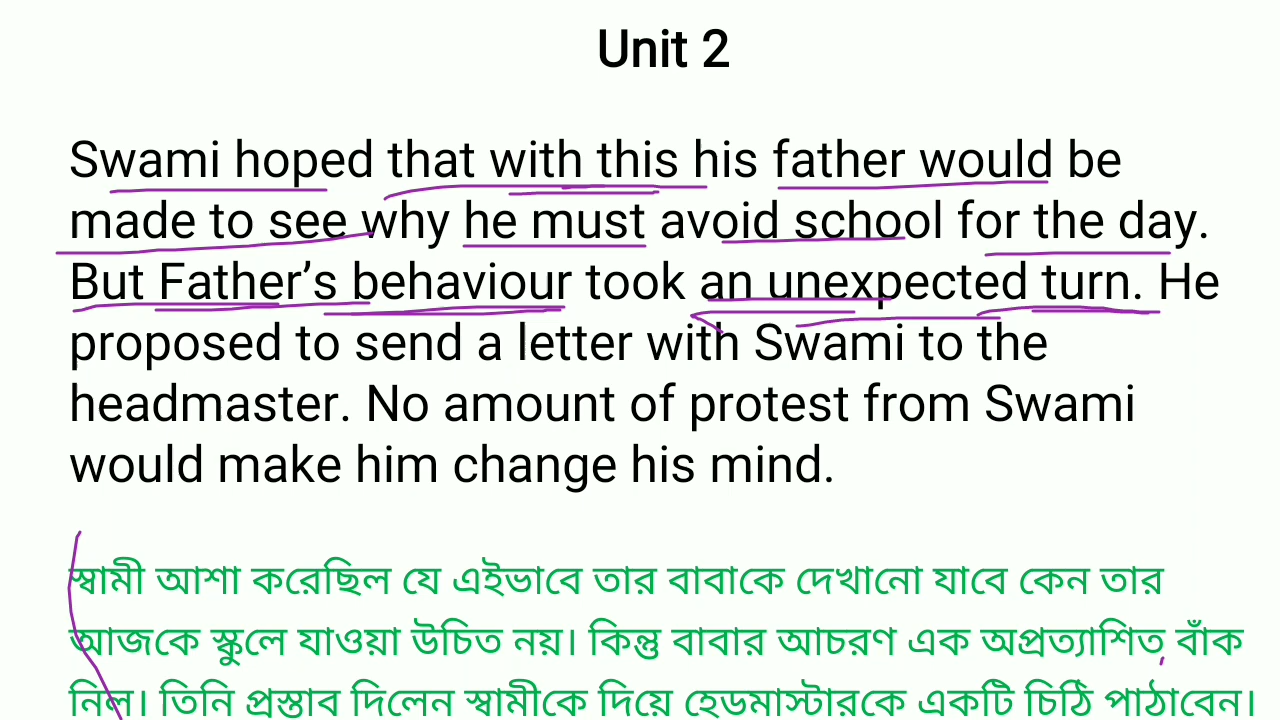 Unit 2
Swami hoped that with this his father would be
made to see why he must avoid school for the day.
But Father’s behaviour took an unexpected turn. He
proposed to send a letter with Swami to the
headmaster. No amount of protest from Swami
would make him change his mind.
স্বামী আশা করেছিল যে এইভাবে তার বাবাকে দেখানো যাবে কেন তার
আজকে স্কুলে যাওয়া উচিত নয়। কিন্তু বাবার আচরণ এক অপ্রত্যাশিত বাঁক
নিল। তিনি প্রস্তাব দিলেন স্বামীকে দিয়ে হেডমাস্টারকে একটি চিঠি পাঠাবেন।